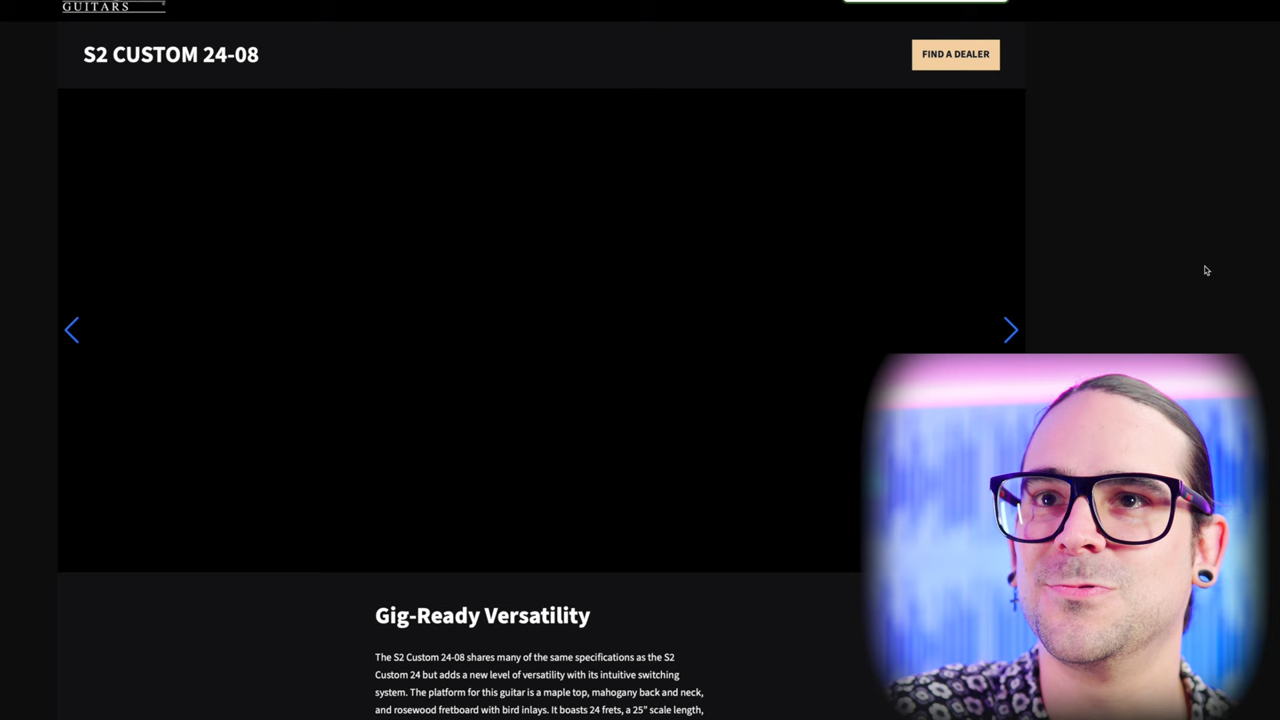 GUITARS
S2 CUSTOM 24-08
FIND A DEALER
Gig-Ready Versatility
The S2 Custom 24-08 shares many of the same specifications as the S2
Custom 24 but adds a new level of versatility with its intuitive switching
system. The platform for this guitar is a maple top, mahogany back and neck,
and rosewood fretboard with bird inlays. It boasts 24 frets, a 25” scale length,